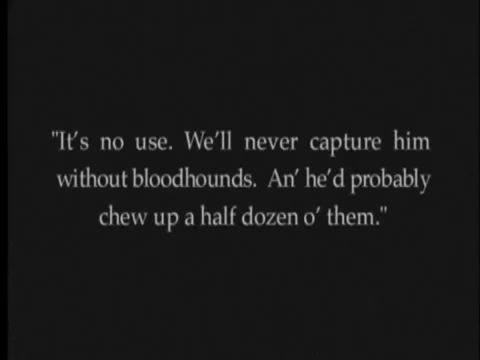 "It's no use. We'll never capture him
without bloodhounds. An' he'd probably
chew up a half dozen o' them."